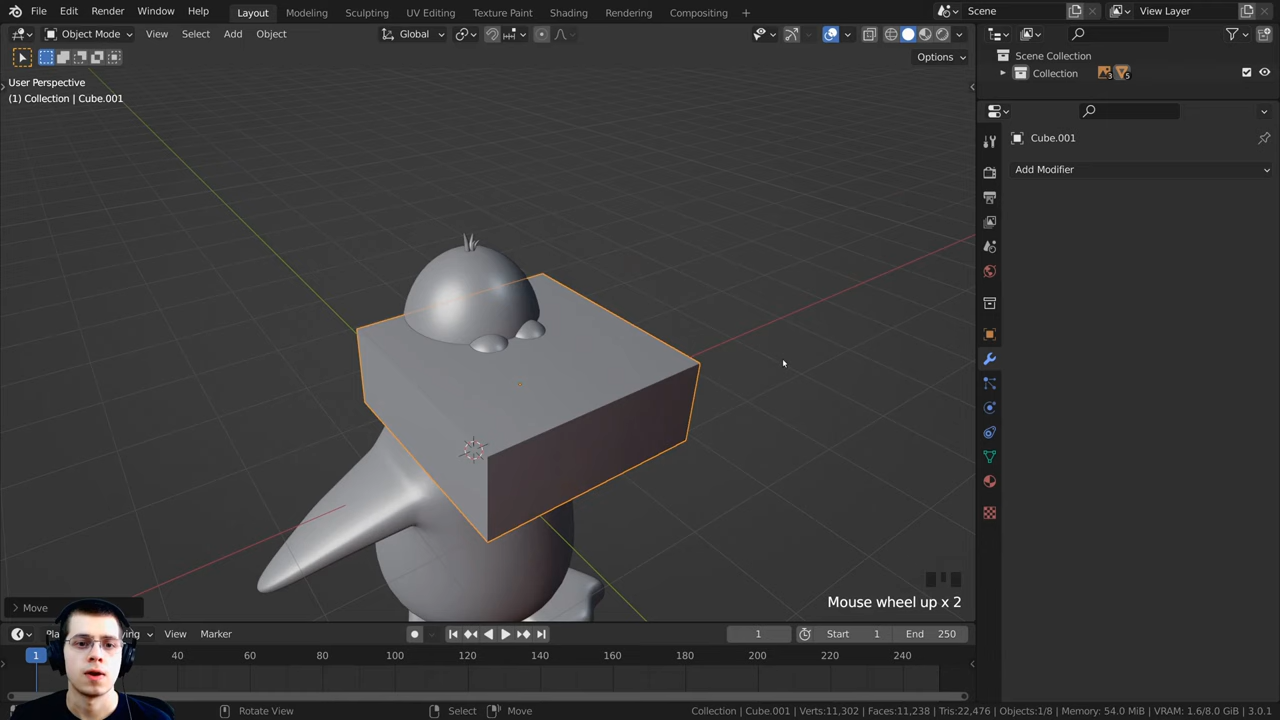 File Edit Render Window Help Layout Modeling Sculpting UV Editing Texture Paint Shading Rendering Compositing + Scene View Layer
Object Mode View Select Add Object Global
Options
User Perspective
(1) Collection | Cube.001
Scene Collection
Collection 3 5
Cube.001
Add Modifier
Mouse wheel up x 2
Move
View Marker 1 Start 1 End 250
1 40 60 80 100 120 140 160 180 200 220 240
Rotate View Select Move Collection | Cube.001 Verts:11,302 | Faces:11,238 | Tris:22,476 | Objects:1/8 | Memory: 54.0 MiB | VRAM: 1.6/8.0 GiB | 3.0.1